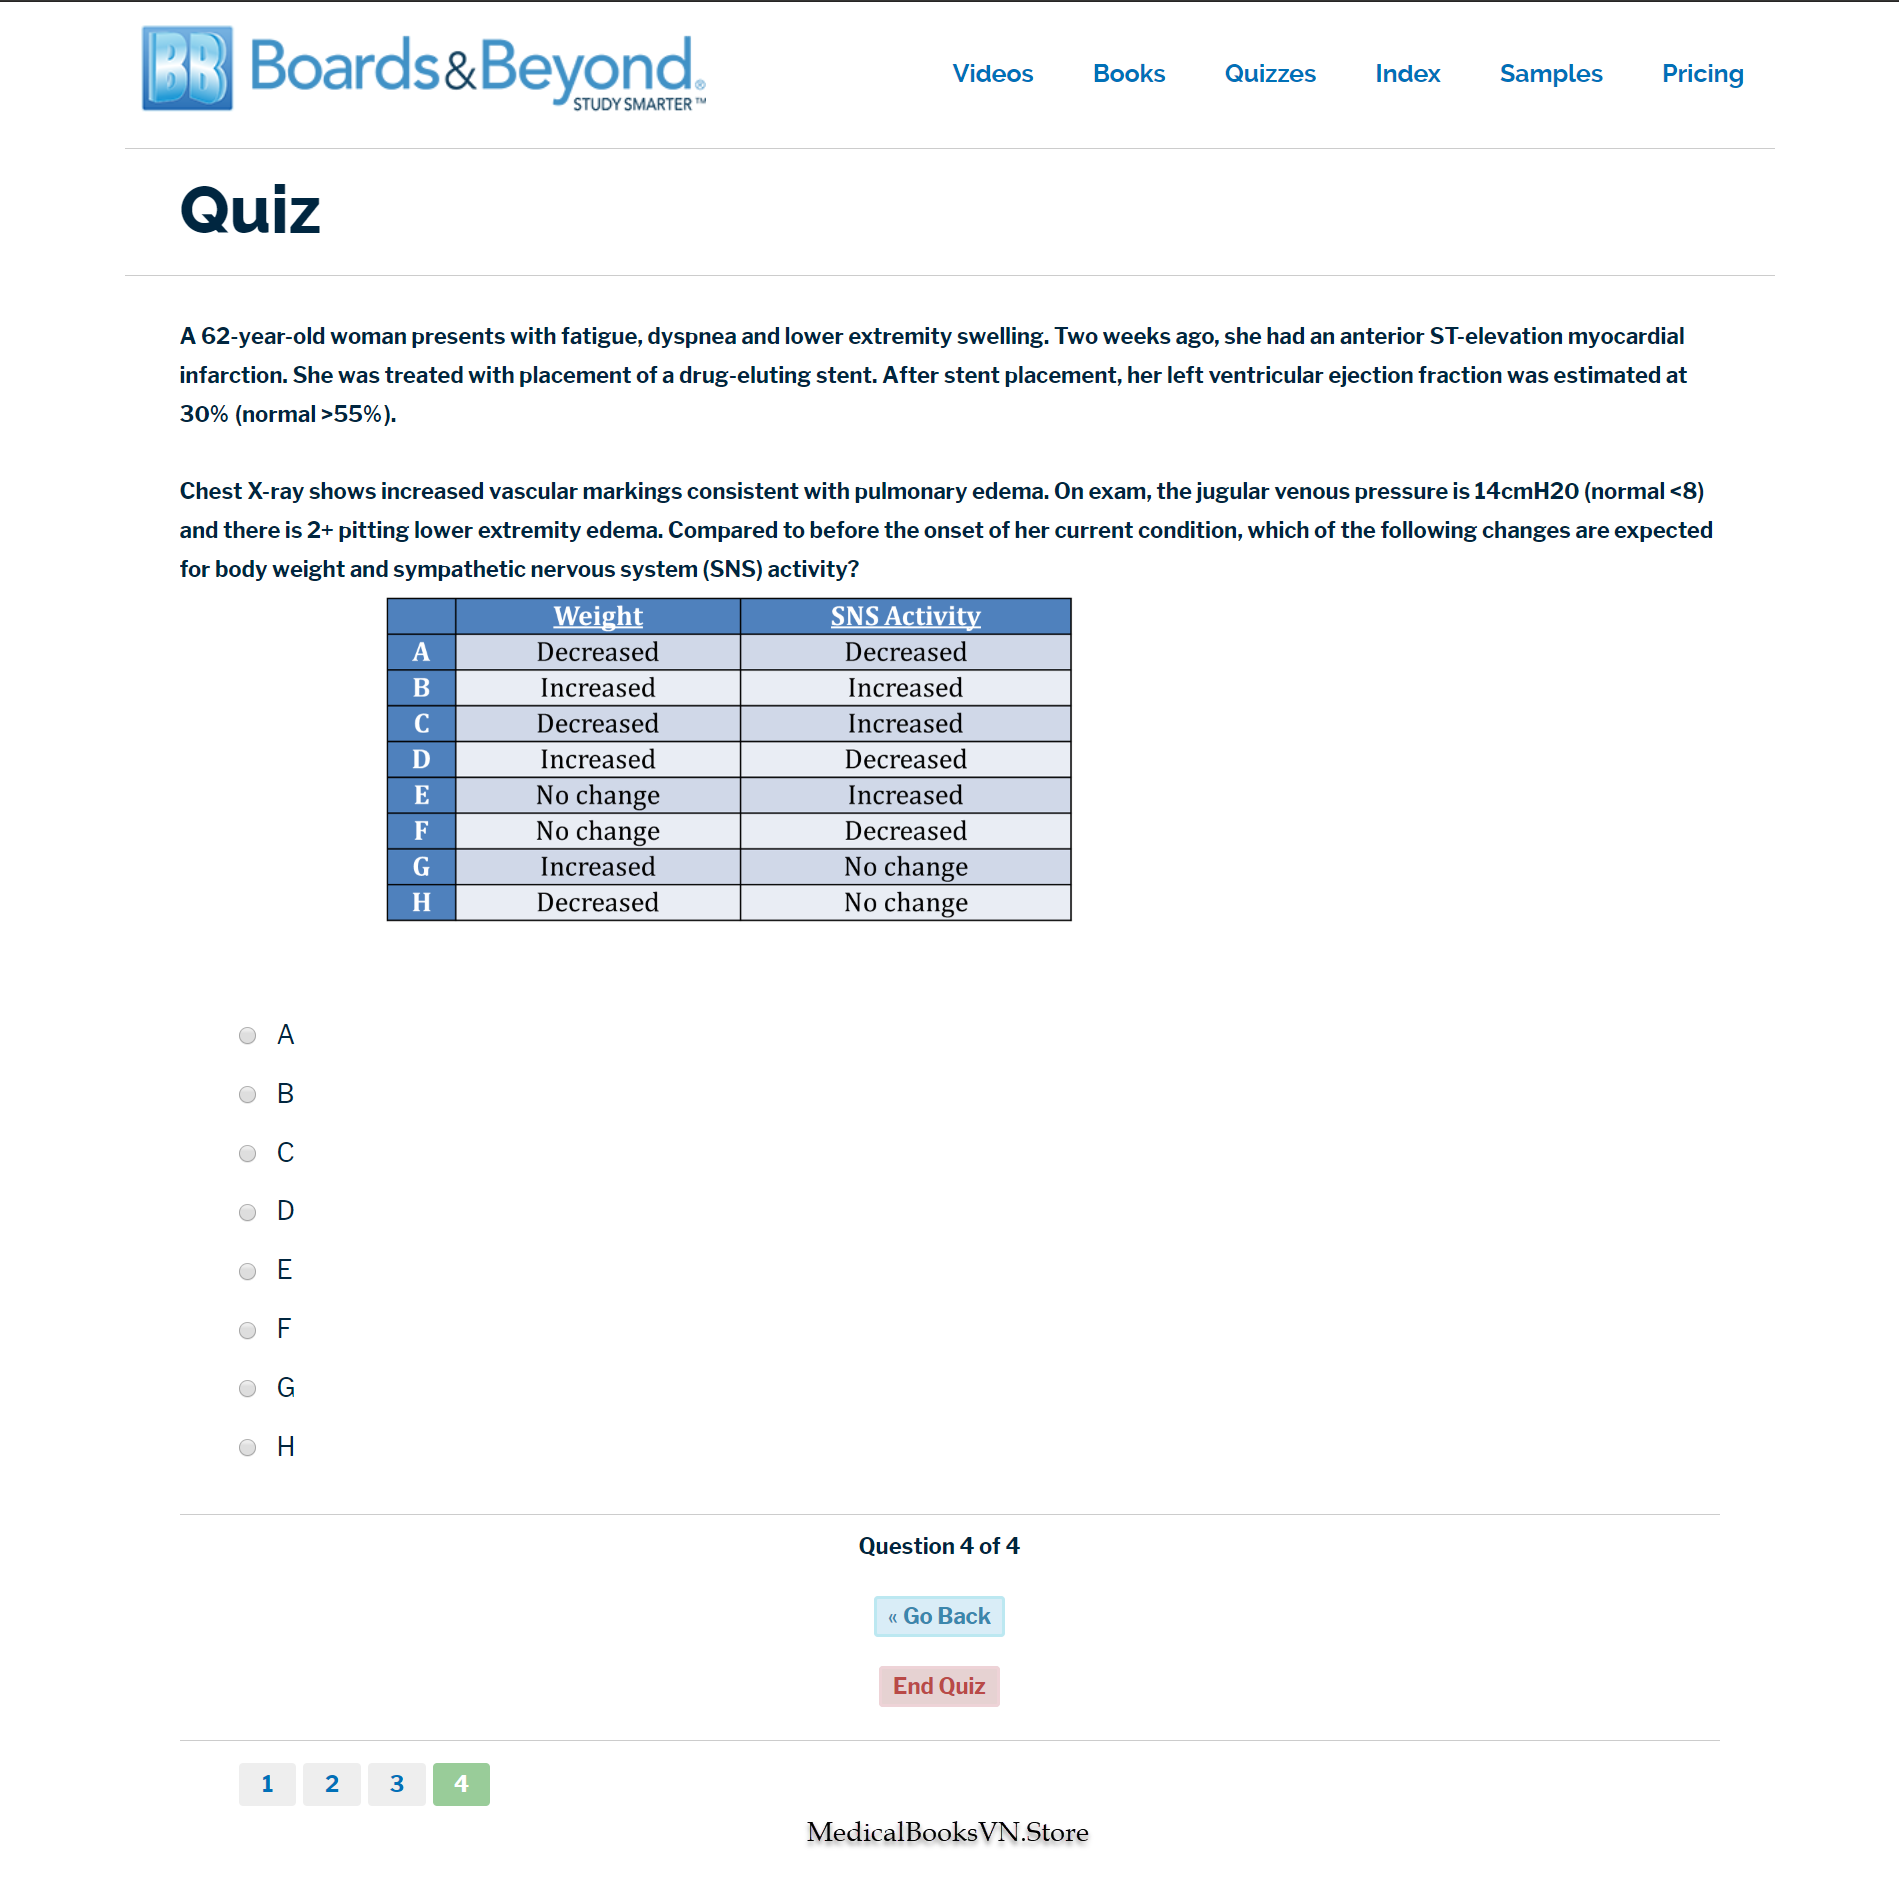 BB Boards&Beyond®
STUDY SMARTER™
Videos Books Quizzes Index Samples Pricing
Quiz
A 62-year-old woman presents with fatigue, dyspnea and lower extremity swelling. Two weeks ago, she had an anterior ST-elevation myocardial
infarction. She was treated with placement of a drug-eluting stent. After stent placement, her left ventricular ejection fraction was estimated at
30% (normal >55%).
Chest X-ray shows increased vascular markings consistent with pulmonary edema. On exam, the jugular venous pressure is 14cmH20 (normal <8)
and there is 2+ pitting lower extremity edema. Compared to before the onset of her current condition, which of the following changes are expected
for body weight and sympathetic nervous system (SNS) activity?
Weight SNS Activity
A Decreased Decreased
B Increased Increased
C Decreased Increased
D Increased Decreased
E No change Increased
F No change Decreased
G Increased No change
H Decreased No change
A
B
C
D
E
F
G
H
Question 4 of 4
« Go Back
End Quiz
1 2 3 4
MedicalBooksVN.Store